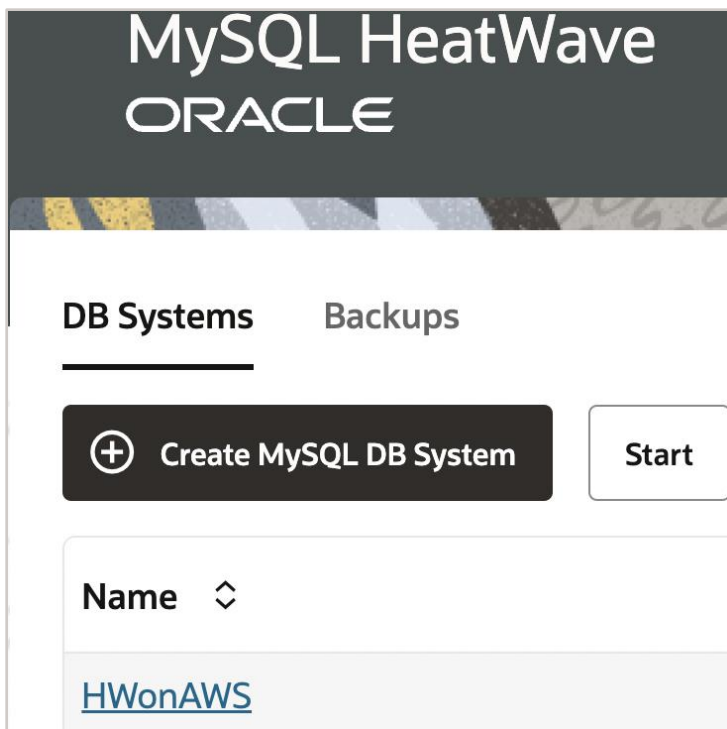 MySQL HeatWave
ORACLE
DB Systems Backups
Create MySQL DB System Start
Name
HWonAWS